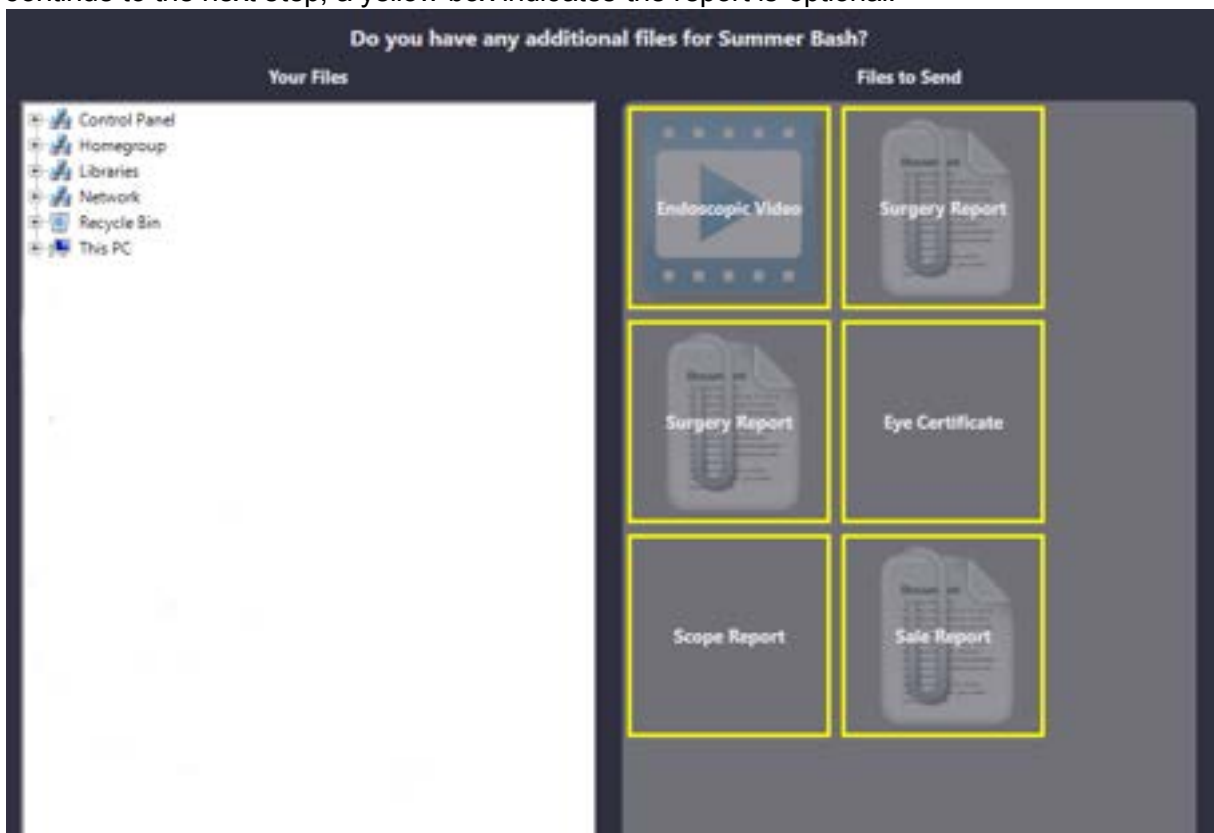 continue to the next step, a yellow box indicates the report is optional.
Do you have any additional files for Summer Bash?
Your Files
Files to Send
Control Panel
Homegroup
Libraries
Network
Recycle Bin
This PC
Endoscopic Video
Surgery Report
Surgery Report
Eye Certificate
Scope Report
Sale Report